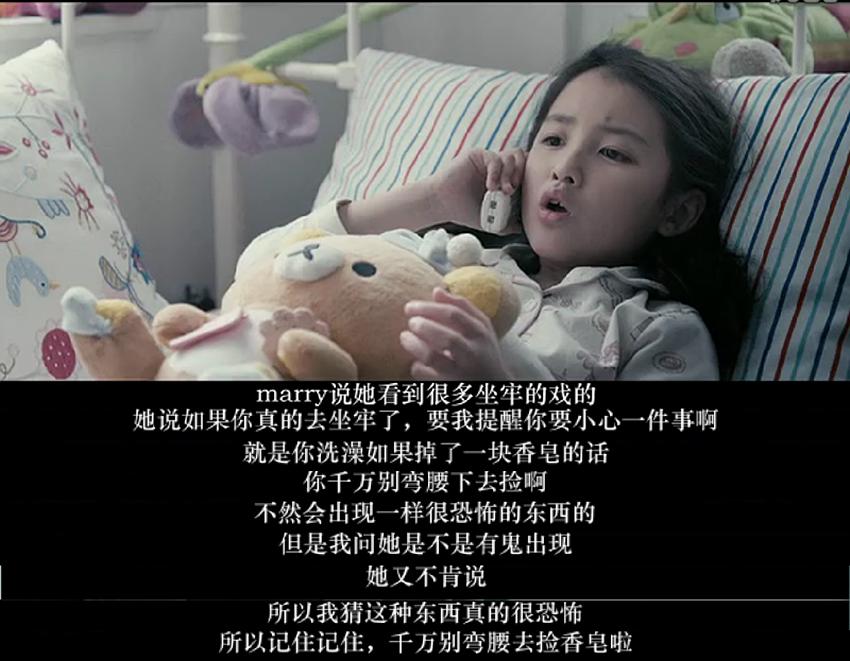 marry说她看到很多坐牢的戏的
她说如果你真的去坐牢了，要我提醒你要小心一件事啊
就是你洗澡如果掉了一块香皂的话
你千万别弯腰下去捡啊
不然会出现一样很恐怖的东西的
但是我问她是不是有鬼出现
她又不肯说
所以我猜这种东西真的很恐怖
所以记住记住，千万别弯腰去捡香皂啦